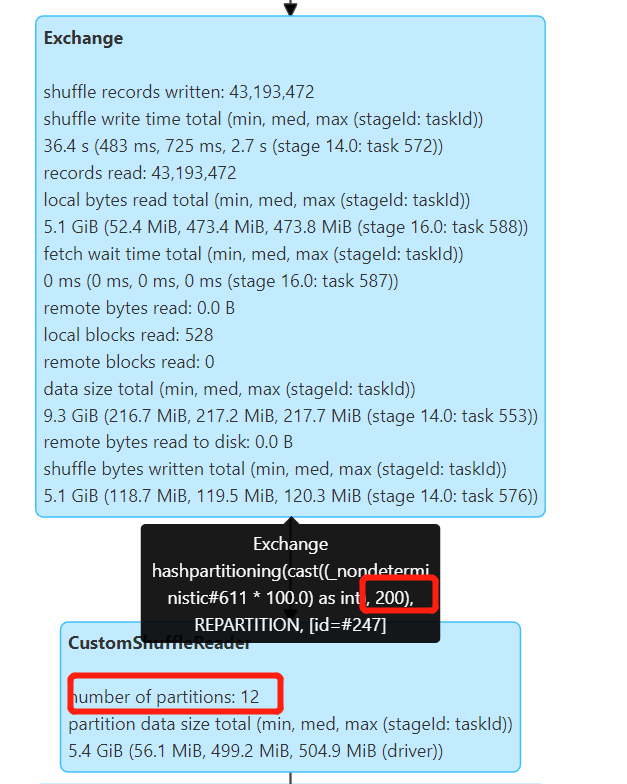 Exchange
shuffle records written: 43,193,472
shuffle write time total (min, med, max (stageId: taskId))
36.4 s (483 ms, 725 ms, 2.7 s (stage 14.0: task 572))
records read: 43,193,472
local bytes read total (min, med, max (stageId: taskId))
5.1 GiB (52.4 MiB, 473.4 MiB, 473.8 MiB (stage 16.0: task 588))
fetch wait time total (min, med, max (stageId: taskId))
0 ms (0 ms, 0 ms, 0 ms (stage 16.0: task 587))
remote bytes read: 0.0 B
local blocks read: 528
remote blocks read: 0
data size total (min, med, max (stageId: taskId))
9.3 GiB (216.7 MiB, 217.2 MiB, 217.7 MiB (stage 14.0: task 553))
remote bytes read to disk: 0.0 B
shuffle bytes written total (min, med, max (stageId: taskId))
5.1 GiB (118.7 MiB, 119.5 MiB, 120.3 MiB (stage 14.0: task 576))
Exchange
hashpartitioning(cast((_nondetermi
nistic#611 * 100.0) as int), 200),
REPARTITION, [id=#247]
CustomShuffleReader
number of partitions: 12
partition data size total (min, med, max (stageId: taskId))
5.4 GiB (56.1 MiB, 499.2 MiB, 504.9 MiB (driver))